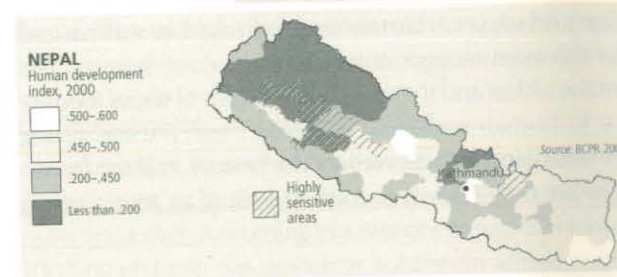 NEPAL
Human development
index, 2000
.500–.600
.450–.500
.200–.450
Less than .200
Highly
sensitive
areas
Kathmandu
Source: BCPR